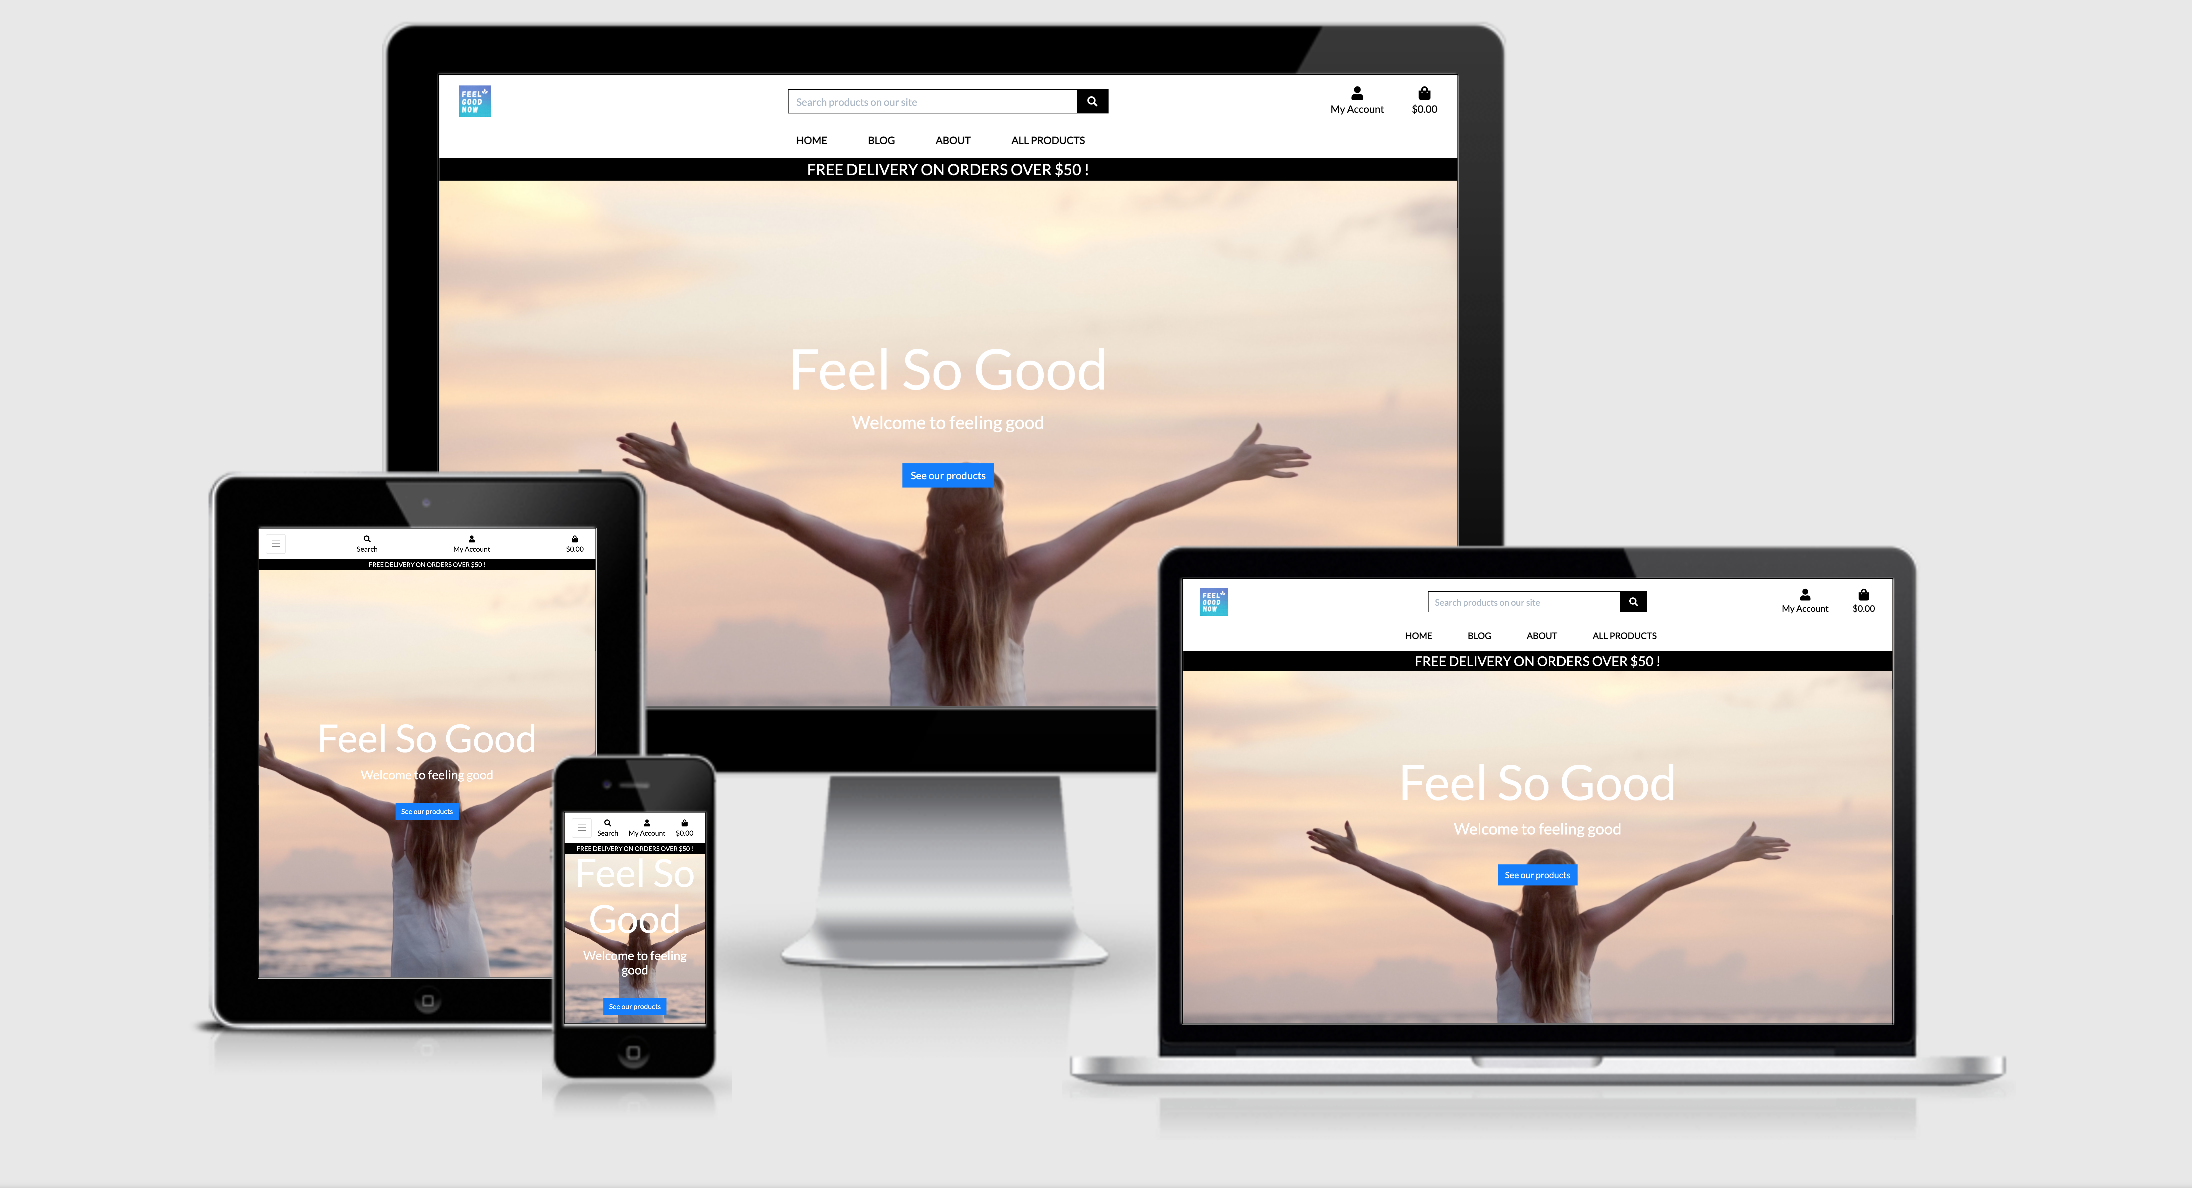 FEEL
GOOD
NOW
Search products on our site
My Account
$0.00
HOME
BLOG
ABOUT
ALL PRODUCTS
FREE DELIVERY ON ORDERS OVER $50 !
Feel So Good
Welcome to feeling good
See our products
Search
My Account
$0.00
FREE DELIVERY ON ORDERS OVER $50 !
Feel So Good
Welcome to feeling good
See our products
Search
My Account
$0.00
FREE DELIVERY ON ORDERS OVER $50 !
Feel So
Good
Welcome to feeling
good
See our products
FEEL
GOOD
NOW
Search products on our site
My Account
$0.00
HOME
BLOG
ABOUT
ALL PRODUCTS
FREE DELIVERY ON ORDERS OVER $50 !
Feel So Good
Welcome to feeling good
See our products